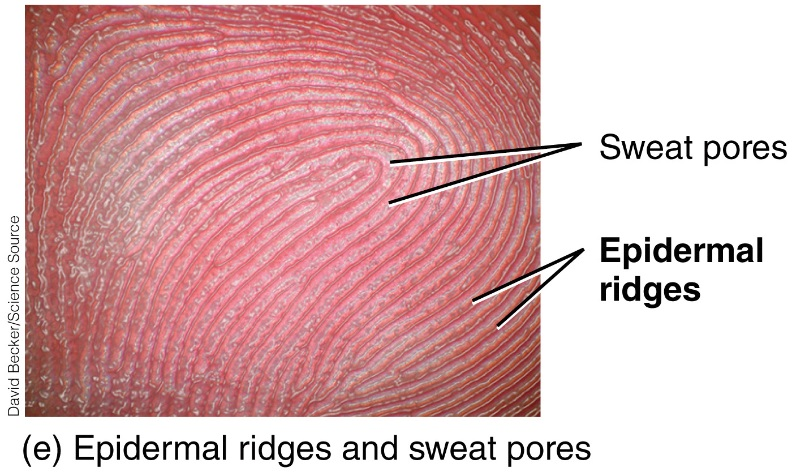 Sweat pores
Epidermal
ridges
David Becker/Science Source
(e) Epidermal ridges and sweat pores